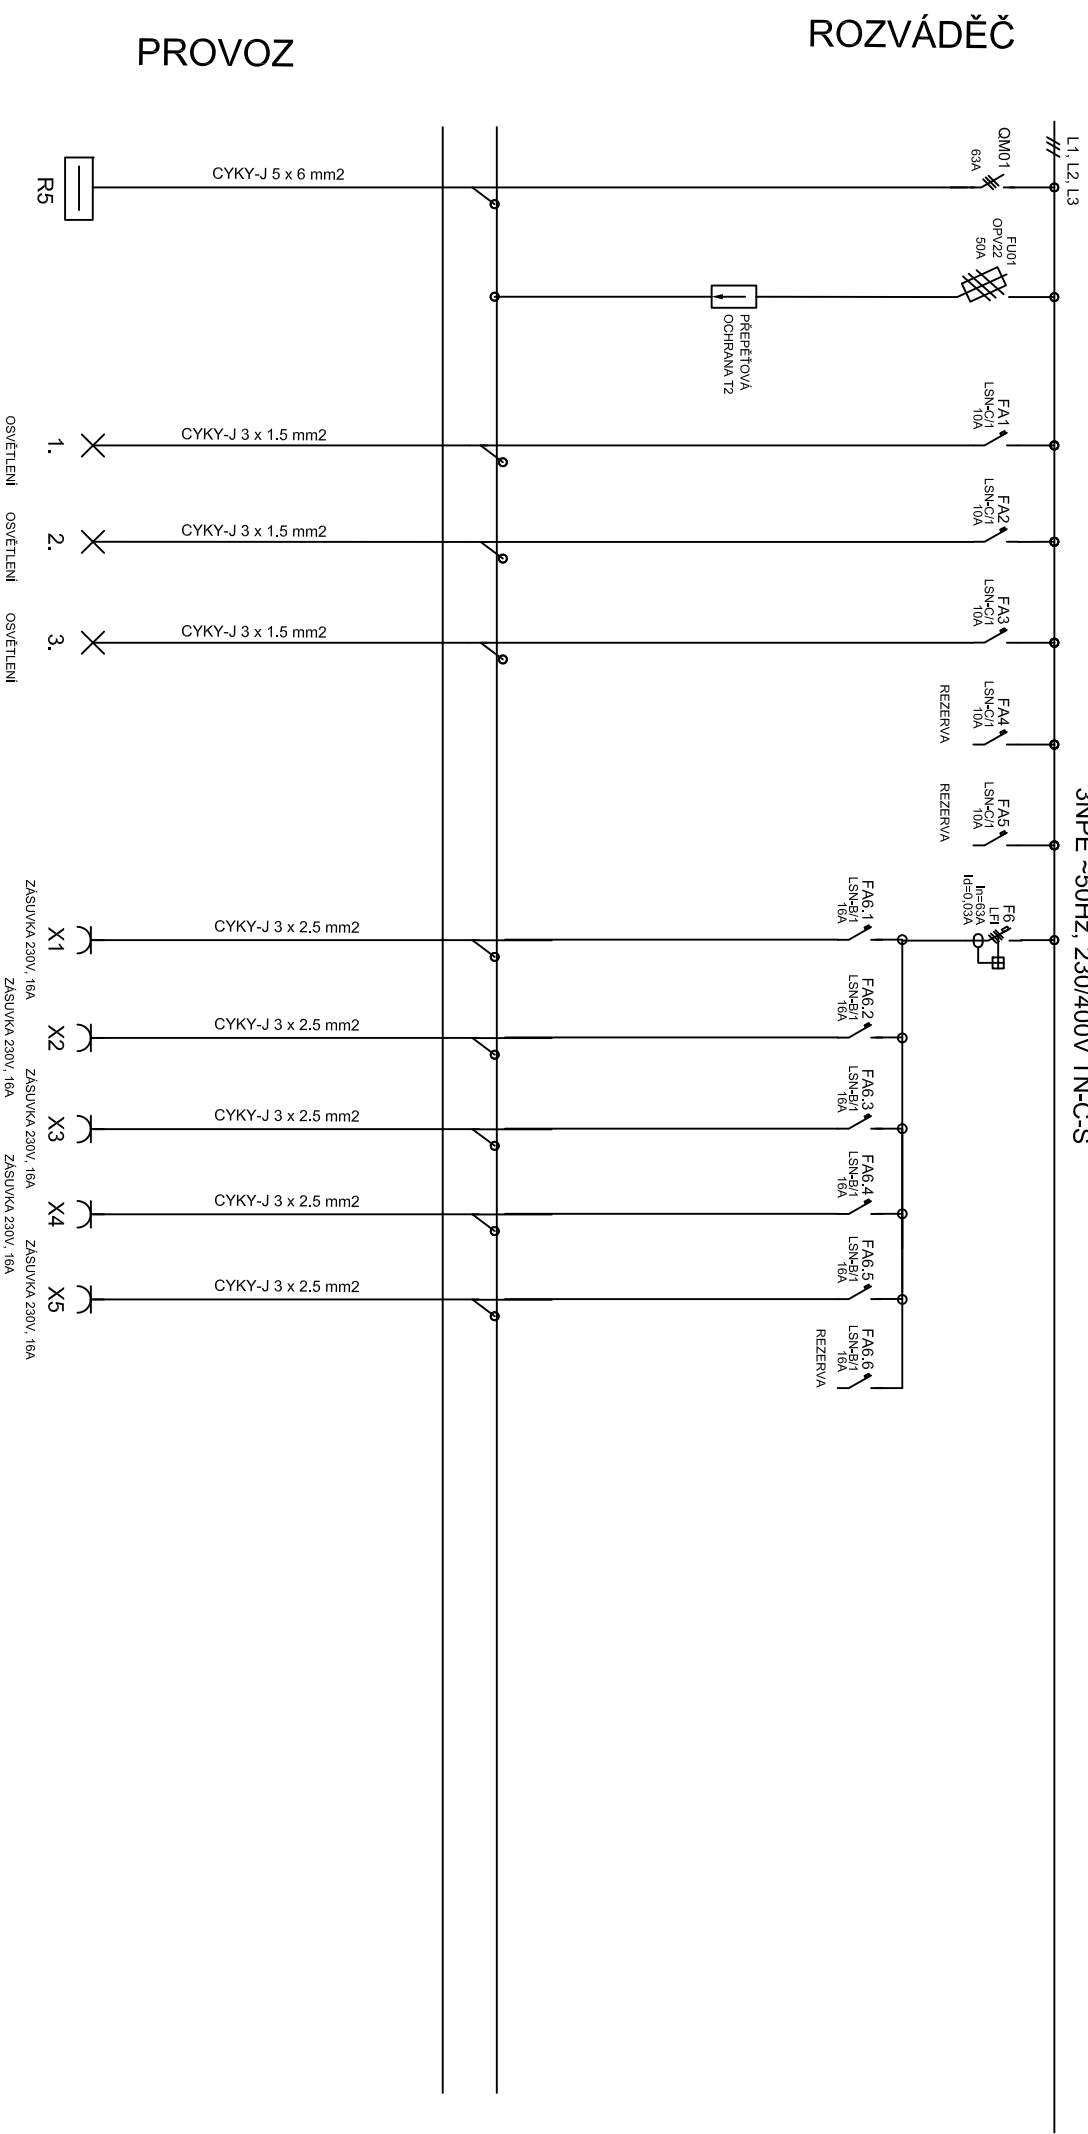 PROVOZ
ROZVÁDĚČ
L1, L2, L3
3NPE ~50Hz, 230/400V TN-C-S
QM01
63A
CYKY-J 5 x 6 mm2
R5
FU01
OPV22
50A
PŘEPĚŤOVÁ
OCHRANA T2
FA1
LSN-C/1
10A
CYKY-J 3 x 1.5 mm2
1.
OSVĚTLENÍ
FA2
LSN-C/1
10A
CYKY-J 3 x 1.5 mm2
2.
OSVĚTLENÍ
FA3
LSN-C/1
10A
CYKY-J 3 x 1.5 mm2
3.
OSVĚTLENÍ
FA4
LSN-C/1
10A
REZERVA
FA5
LSN-C/1
10A
REZERVA
F6
LFI
In=63A
Id=0,03A
FA6.1
LSN-B/1
16A
CYKY-J 3 x 2.5 mm2
X1
ZÁSUVKA 230V, 16A
FA6.2
LSN-B/1
16A
CYKY-J 3 x 2.5 mm2
X2
ZÁSUVKA 230V, 16A
FA6.3
LSN-B/1
16A
CYKY-J 3 x 2.5 mm2
X3
ZÁSUVKA 230V, 16A
FA6.4
LSN-B/1
16A
CYKY-J 3 x 2.5 mm2
X4
ZÁSUVKA 230V, 16A
FA6.5
LSN-B/1
16A
CYKY-J 3 x 2.5 mm2
X5
ZÁSUVKA 230V, 16A
FA6.6
LSN-B/1
16A
REZERVA